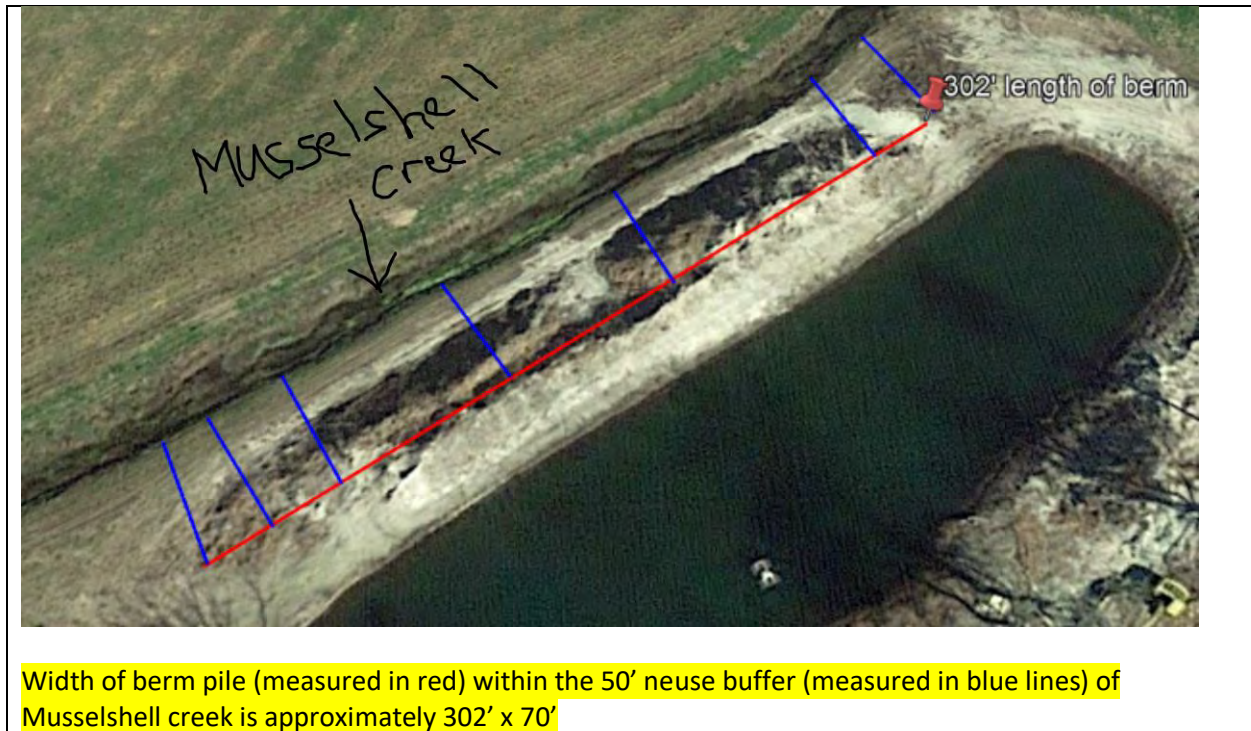 Musselshell
creek
302' length of berm
Width of berm pile (measured in red) within the 50’ neuse buffer (measured in blue lines) of
Musselshell creek is approximately 302’ x 70’